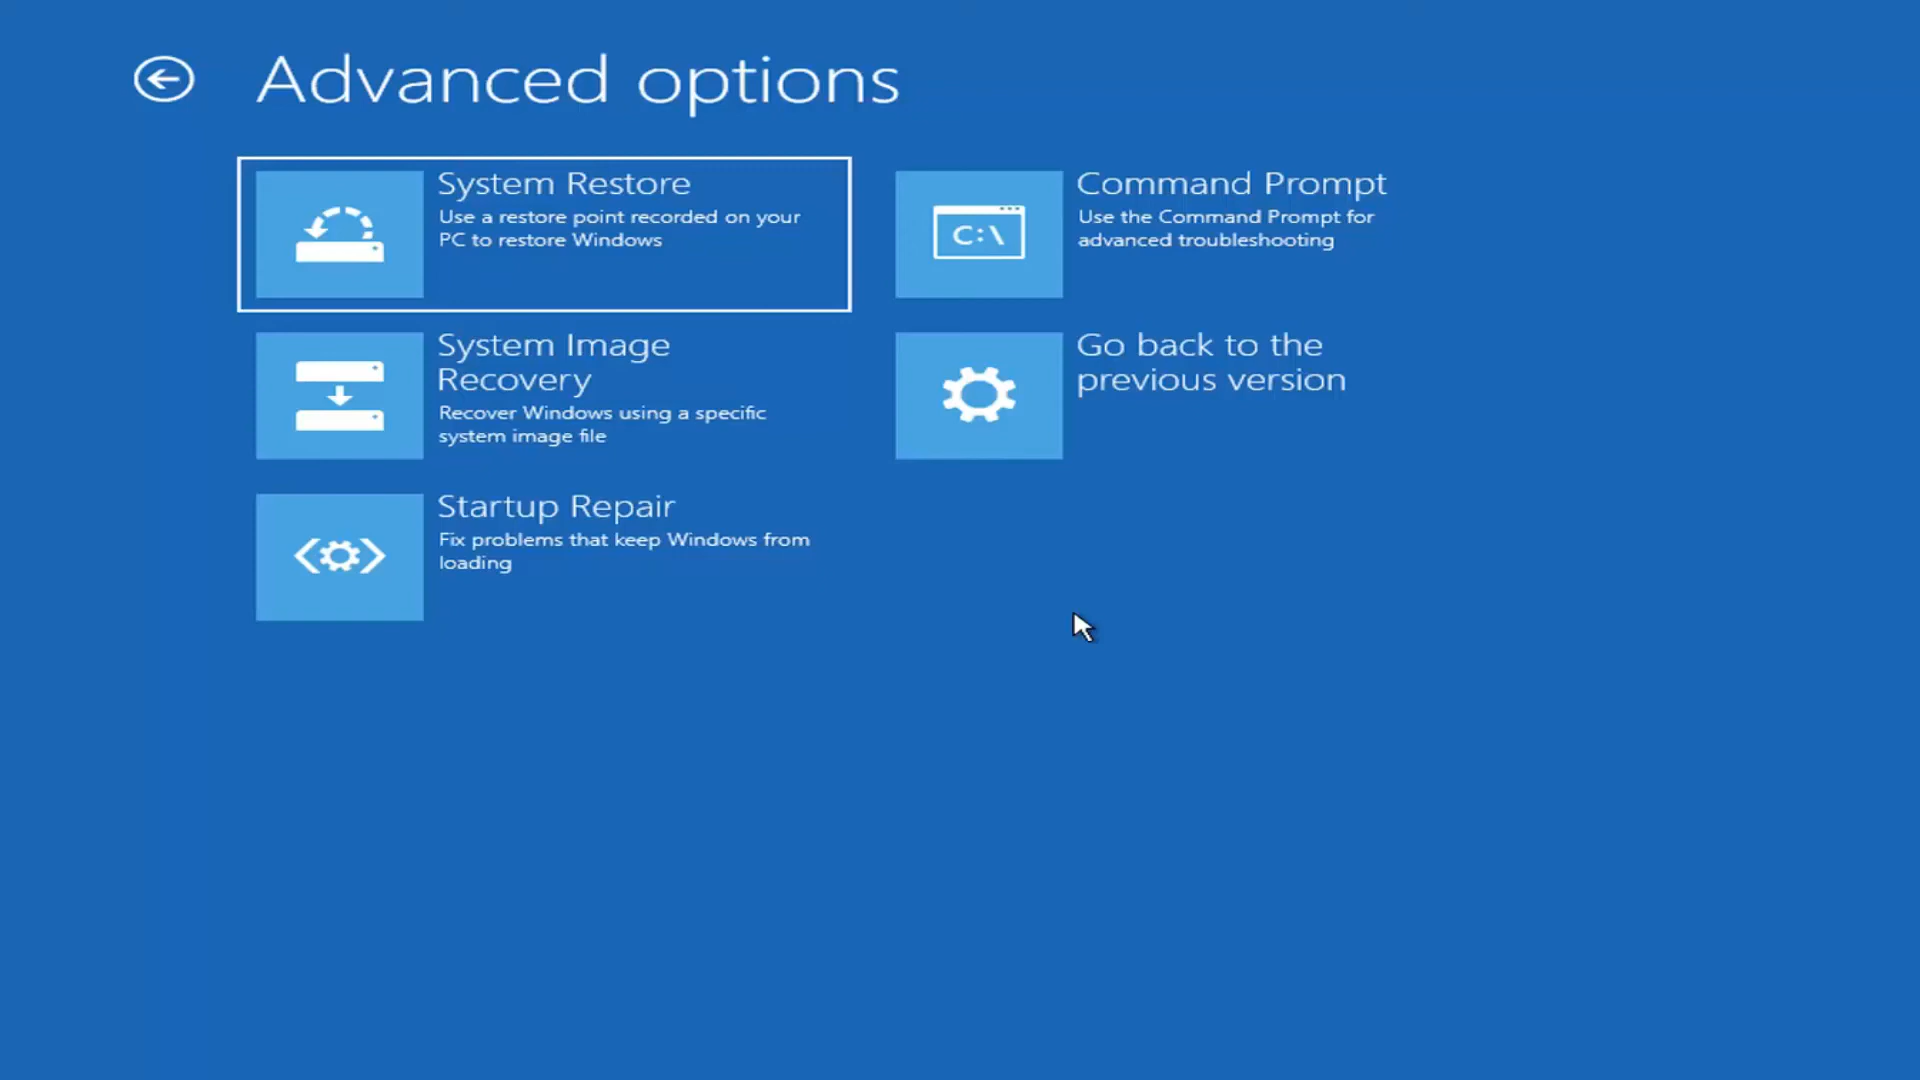 Advanced options
System Restore
Use a restore point recorded on your
PC to restore Windows
System Image
Recovery
Recover Windows using a specific
system image file
Startup Repair
Fix problems that keep Windows from
loading
C:\
Command Prompt
Use the Command Prompt for
advanced troubleshooting
Go back to the
previous version